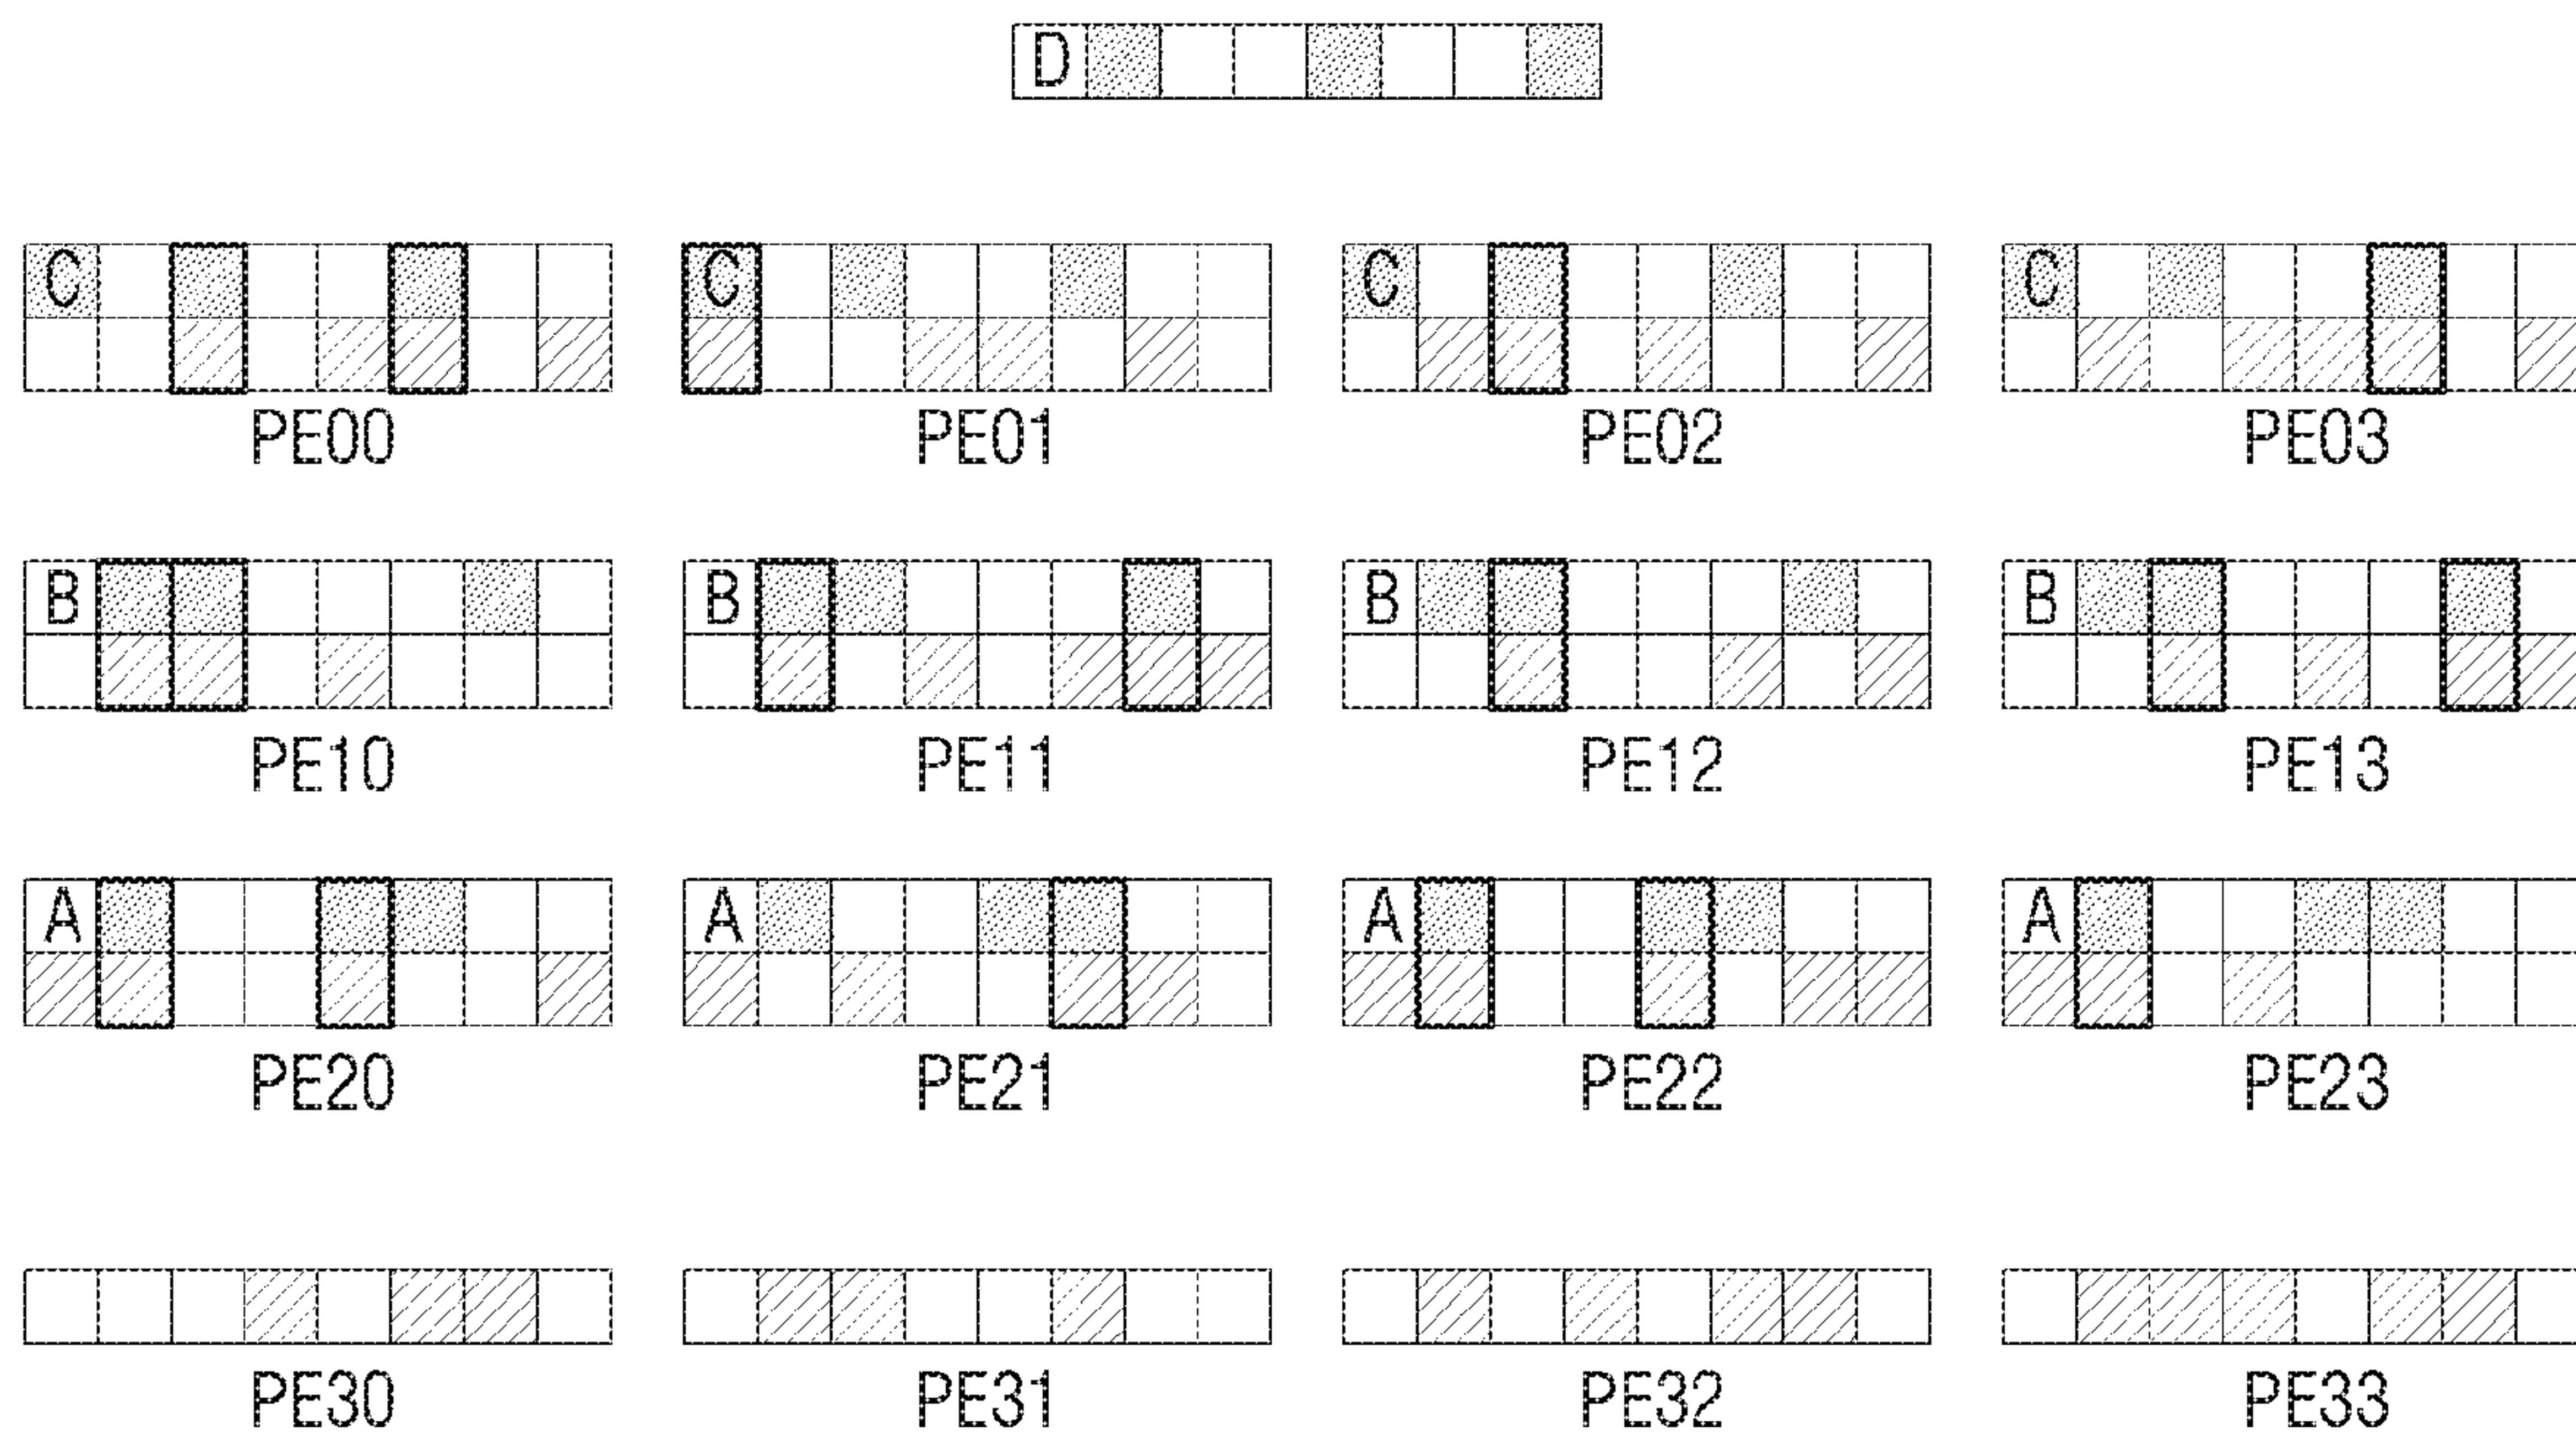 D
C C C C
PE00 PE01 PE02 PE03
B B B B
PE10 PE11 PE12 PE13
A A A A
PE20 PE21 PE22 PE23
PE30 PE31 PE32 PE33